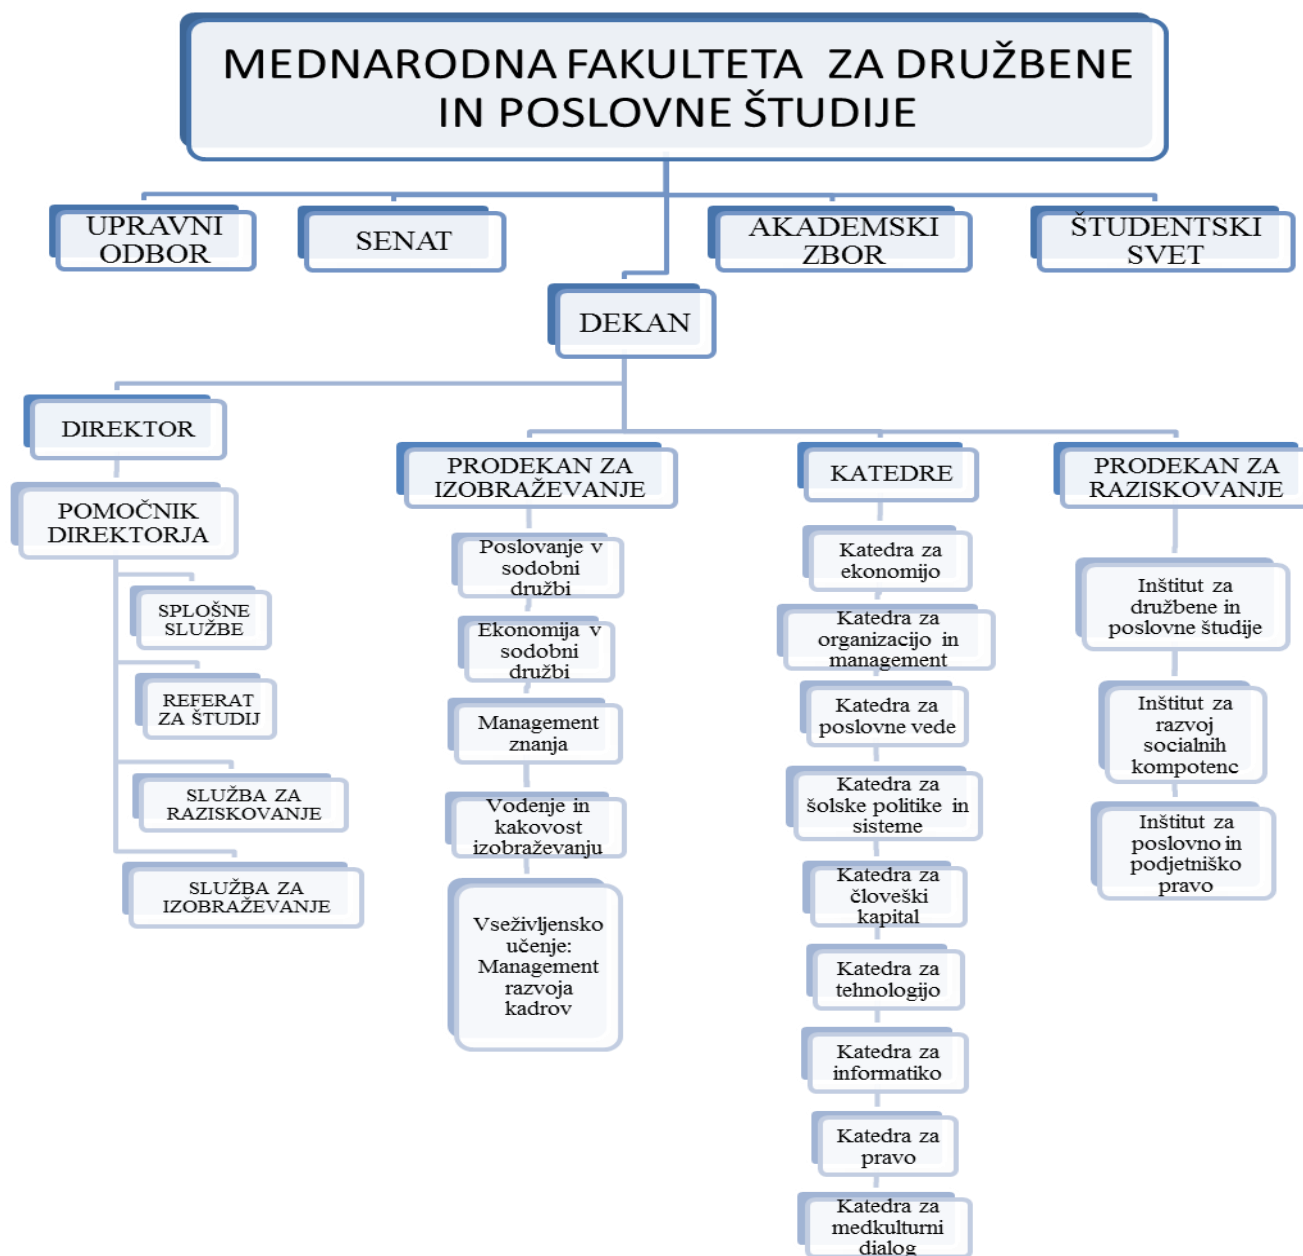 MEDNARODNA FAKULTETA ZA DRUŽBENE
IN POSLOVNE ŠTUDIJE
UPRAVNI
ODBOR
SENAT
AKADEMSKI
ZBOR
ŠTUDENTSKI
SVET
DEKAN
DIREKTOR
POMOČNIK
DIREKTORJA
SPLOŠNE
SLUŽBE
REFERAT
ZA ŠTUDIJ
SLUŽBA ZA
RAZISKOVANJE
SLUŽBA ZA
IZOBRAŽEVANJE
PRODEKAN ZA
IZOBRAŽEVANJE
Poslovanje v
sodobni
družbi
Ekonomija v
sodobni
družbi
Management
znanja
Vodenje in
kakovost
izobraževanju
Vseživljensko
učenje:
Management
razvoja
kadrov
KATEDRE
Katedra za
ekonomijo
Katedra za
organizacijo in
management
Katedra za
poslovne vede
Katedra za
šolske politike in
sisteme
Katedra za
človeški
kapital
Katedra za
tehnologijo
Katedra za
informatiko
Katedra za
pravo
Katedra za
medkulturni
dialog
PRODEKAN ZA
RAZISKOVANJE
Inštitut za
družbene in
poslovne študije
Inštitut za
razvoj
socialnih
kompotenc
Inštitut za
poslovno in
podjetniško
pravo